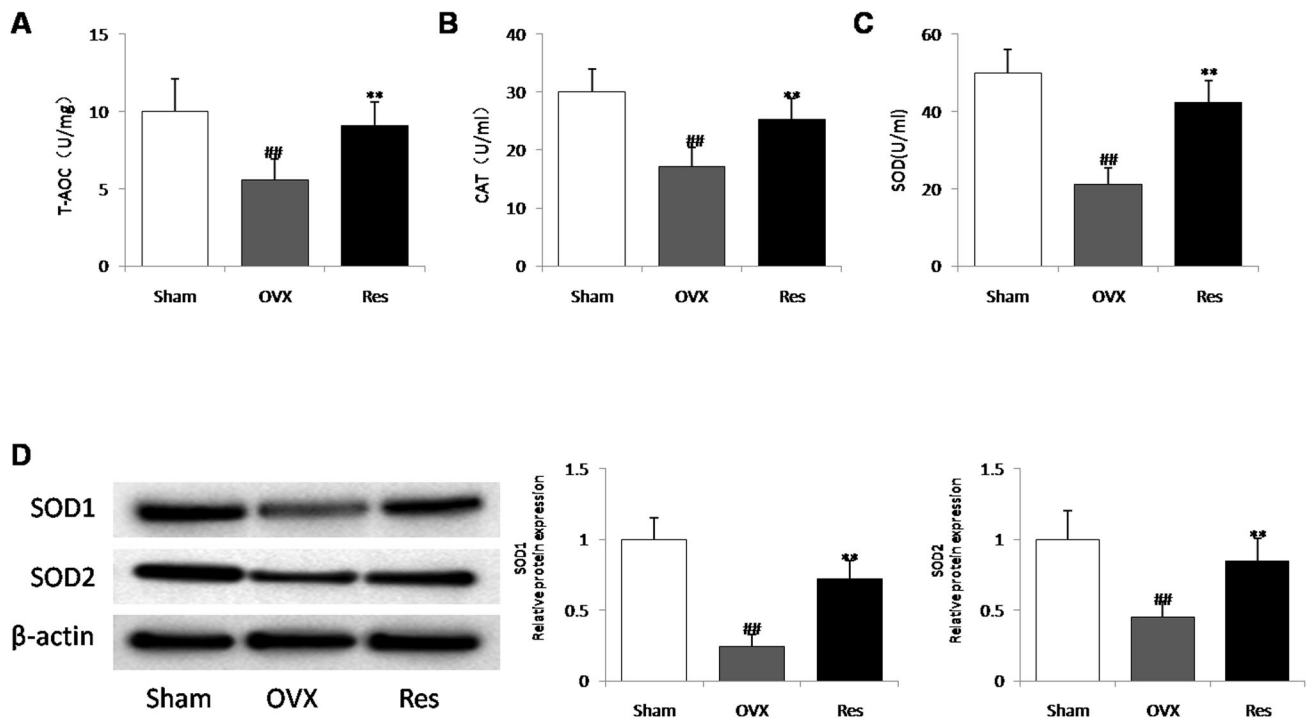 A
T-AOC（U/mg）
15
10
5
0
##
**
Sham OVX Res
B
CAT（U/ml）
40
30
20
10
0
##
**
Sham OVX Res
C
SOD(U/ml)
60
40
20
0
##
**
Sham OVX Res
D
SOD1
SOD2
β-actin
Sham OVX Res
SOD1
Relative protein expression
1.5
1
0.5
0
##
**
Sham OVX Res
SOD2
Relative protein expression
1.5
1
0.5
0
##
**
Sham OVX Res